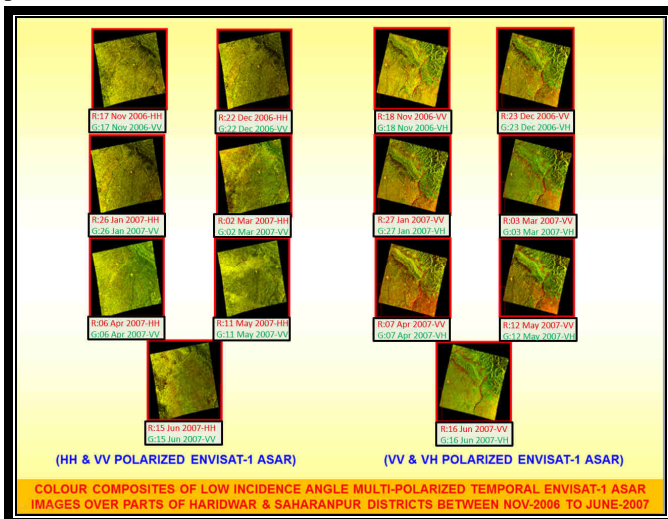 R:17 Nov 2006-HH
G:17 Nov 2006-VV
R:22 Dec 2006-HH
G:22 Dec 2006-VV
R:18 Nov 2006-VV
G:18 Nov 2006-VH
R:23 Dec 2006-VV
G:23 Dec 2006-VH
R:26 Jan 2007-HH
G:26 Jan 2007-VV
R:02 Mar 2007-HH
G:02 Mar 2007-VV
R:27 Jan 2007-VV
G:27 Jan 2007-VH
R:03 Mar 2007-VV
G:03 Mar 2007-VH
R:06 Apr 2007-HH
G:06 Apr 2007-VV
R:11 May 2007-HH
G:11 May 2007-VV
R:07 Apr 2007-VV
G:07 Apr 2007-VH
R:12 May 2007-VV
G:12 May 2007-VH
R:15 Jun 2007-HH
G:15 Jun 2007-VV
R:16 Jun 2007-VV
G:16 Jun 2007-VH
(HH & VV POLARIZED ENVISAT-1 ASAR)
(VV & VH POLARIZED ENVISAT-1 ASAR)
COLOUR COMPOSITES OF LOW INCIDENCE ANGLE MULTI-POLARIZED TEMPORAL ENVISAT-1 ASAR
IMAGES OVER PARTS OF HARIDWAR & SAHARANPUR DISTRICTS BETWEEN NOV-2006 TO JUNE-2007